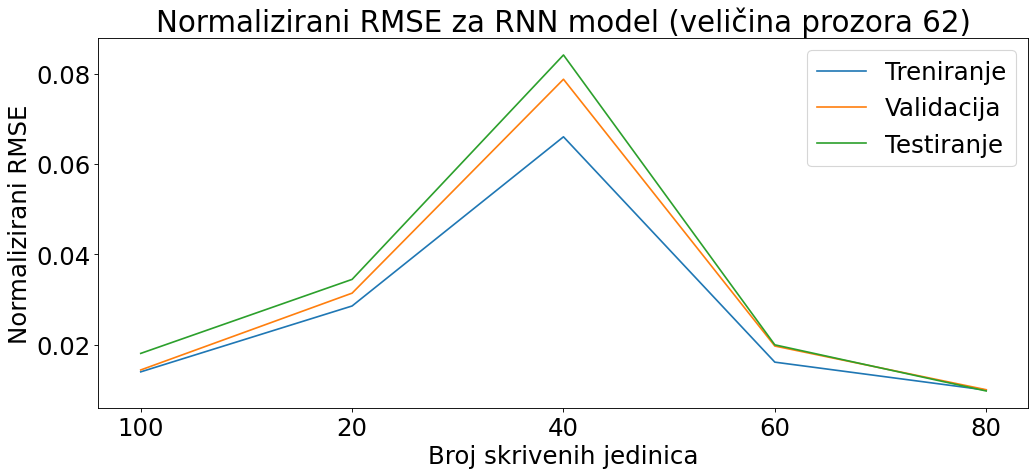 Normalizirani RMSE za RNN model (veličina prozora 62)
Normalizirani RMSE
0.08
0.06
0.04
0.02
Treniranje
Validacija
Testiranje
100 20 40 60 80
Broj skrivenih jedinica